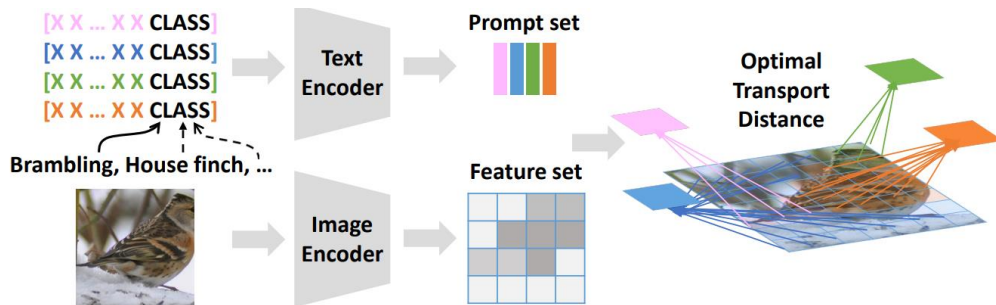 [X X ... X X CLASS]
[X X ... X X CLASS]
[X X ... X X CLASS]
[X X ... X X CLASS]
Brambling, House finch, ...
Text
Encoder
Image
Encoder
Prompt set
Feature set
Optimal
Transport
Distance